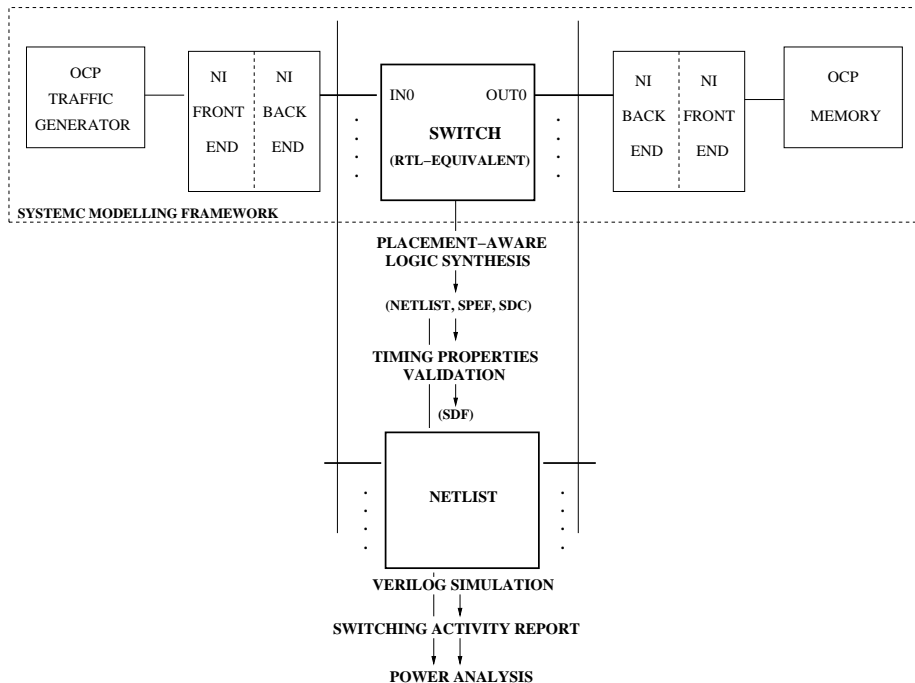 OCP
TRAFFIC
GENERATOR
NI
FRONT
END
NI
BACK
END
IN0
OUT0
SWITCH
(RTL–EQUIVALENT)
NI
BACK
END
NI
FRONT
END
OCP
MEMORY
SYSTEMC MODELLING FRAMEWORK
PLACEMENT–AWARE
LOGIC SYNTHESIS
(NETLIST, SPEF, SDC)
TIMING PROPERTIES
VALIDATION
(SDF)
NETLIST
VERILOG SIMULATION
SWITCHING ACTIVITY REPORT
POWER ANALYSIS